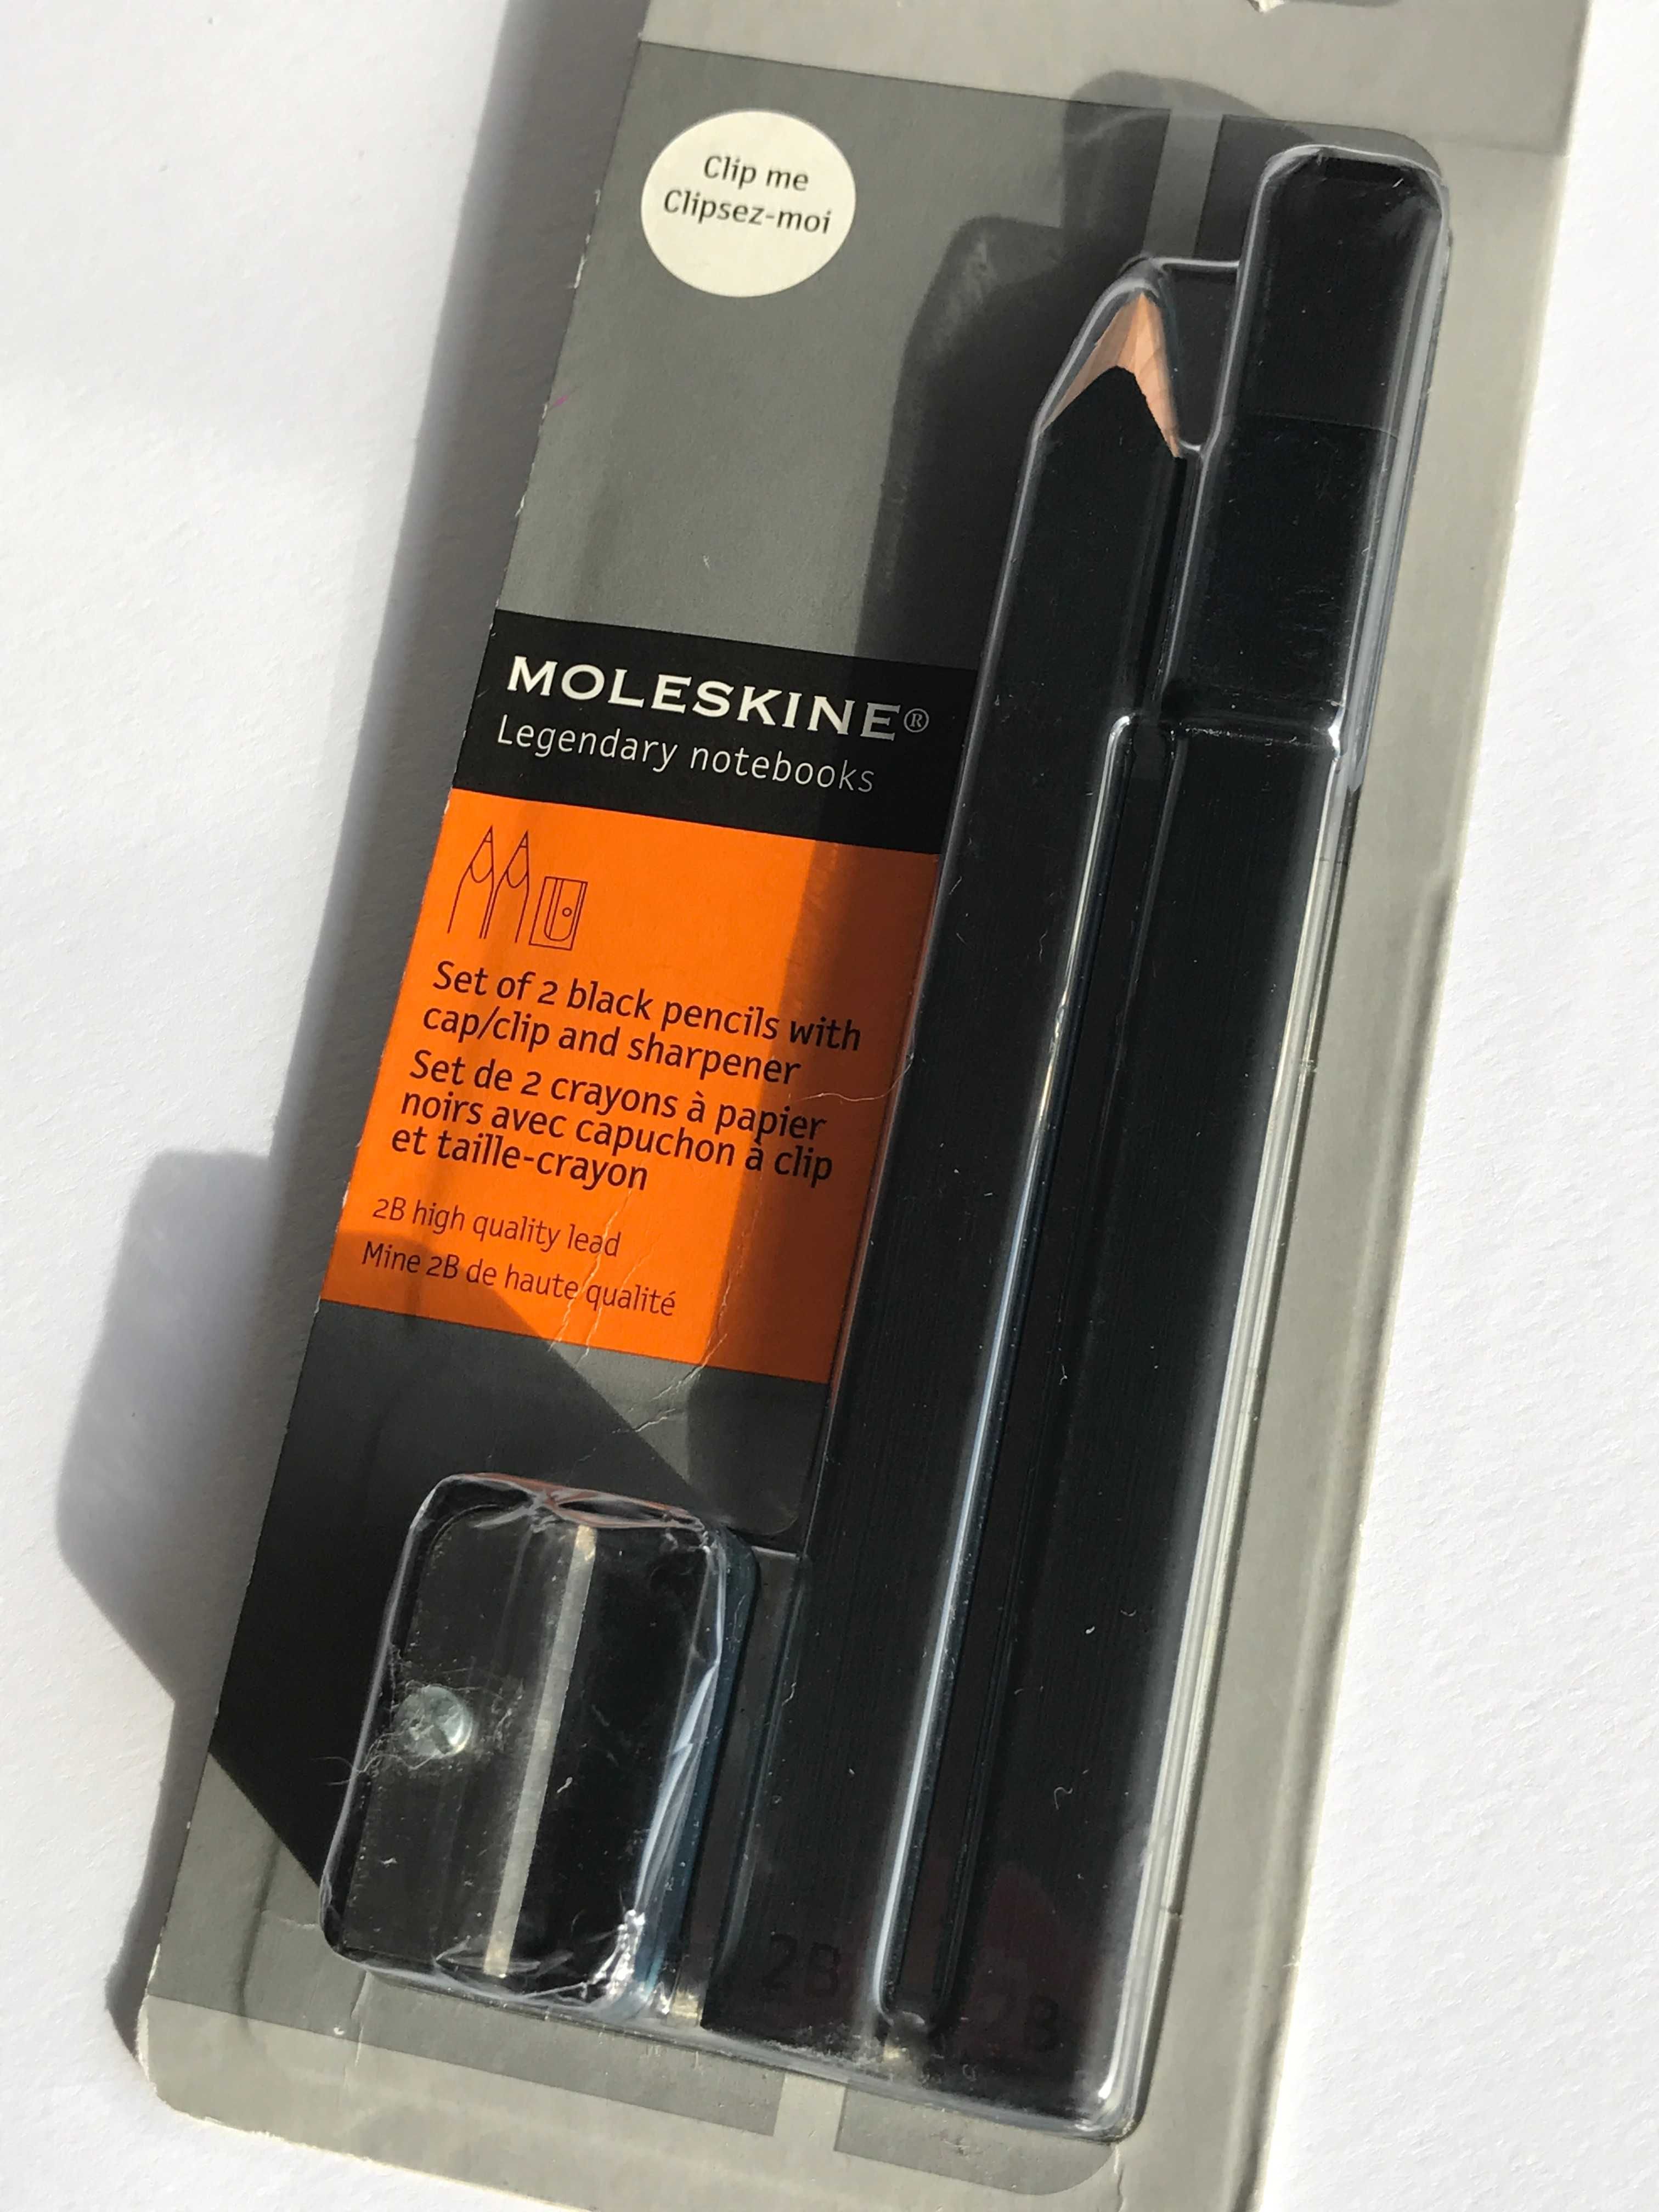 Clip me
Clipsez-moi
MOLESKINE®
Legendary notebooks
Set of 2 black pencils with
cap/clip and sharpener
Set de 2 crayons à papier
noirs avec capuchon à clip
et taille-crayon
2B high quality lead
Mine 2B de haute qualité
2B
2B